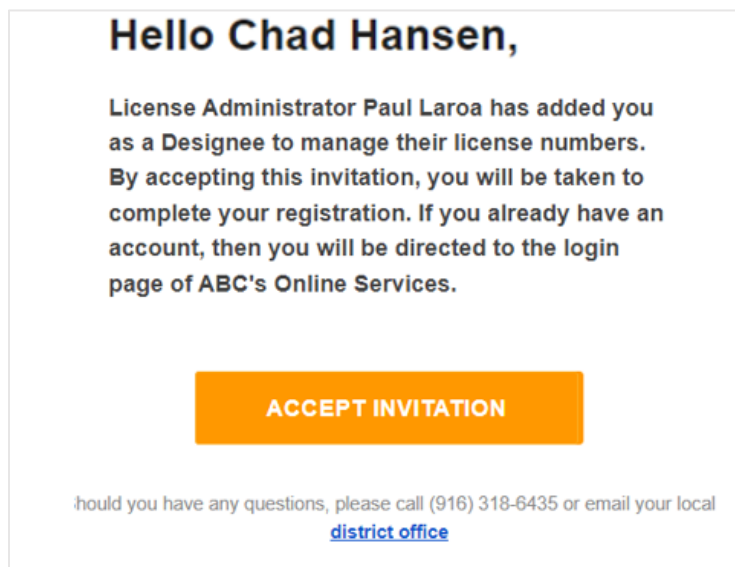 Hello Chad Hansen,
License Administrator Paul Laroa has added you
as a Designee to manage their license numbers.
By accepting this invitation, you will be taken to
complete your registration. If you already have an
account, then you will be directed to the login
page of ABC's Online Services.
ACCEPT INVITATION
hould you have any questions, please call (916) 318-6435 or email your local
district office